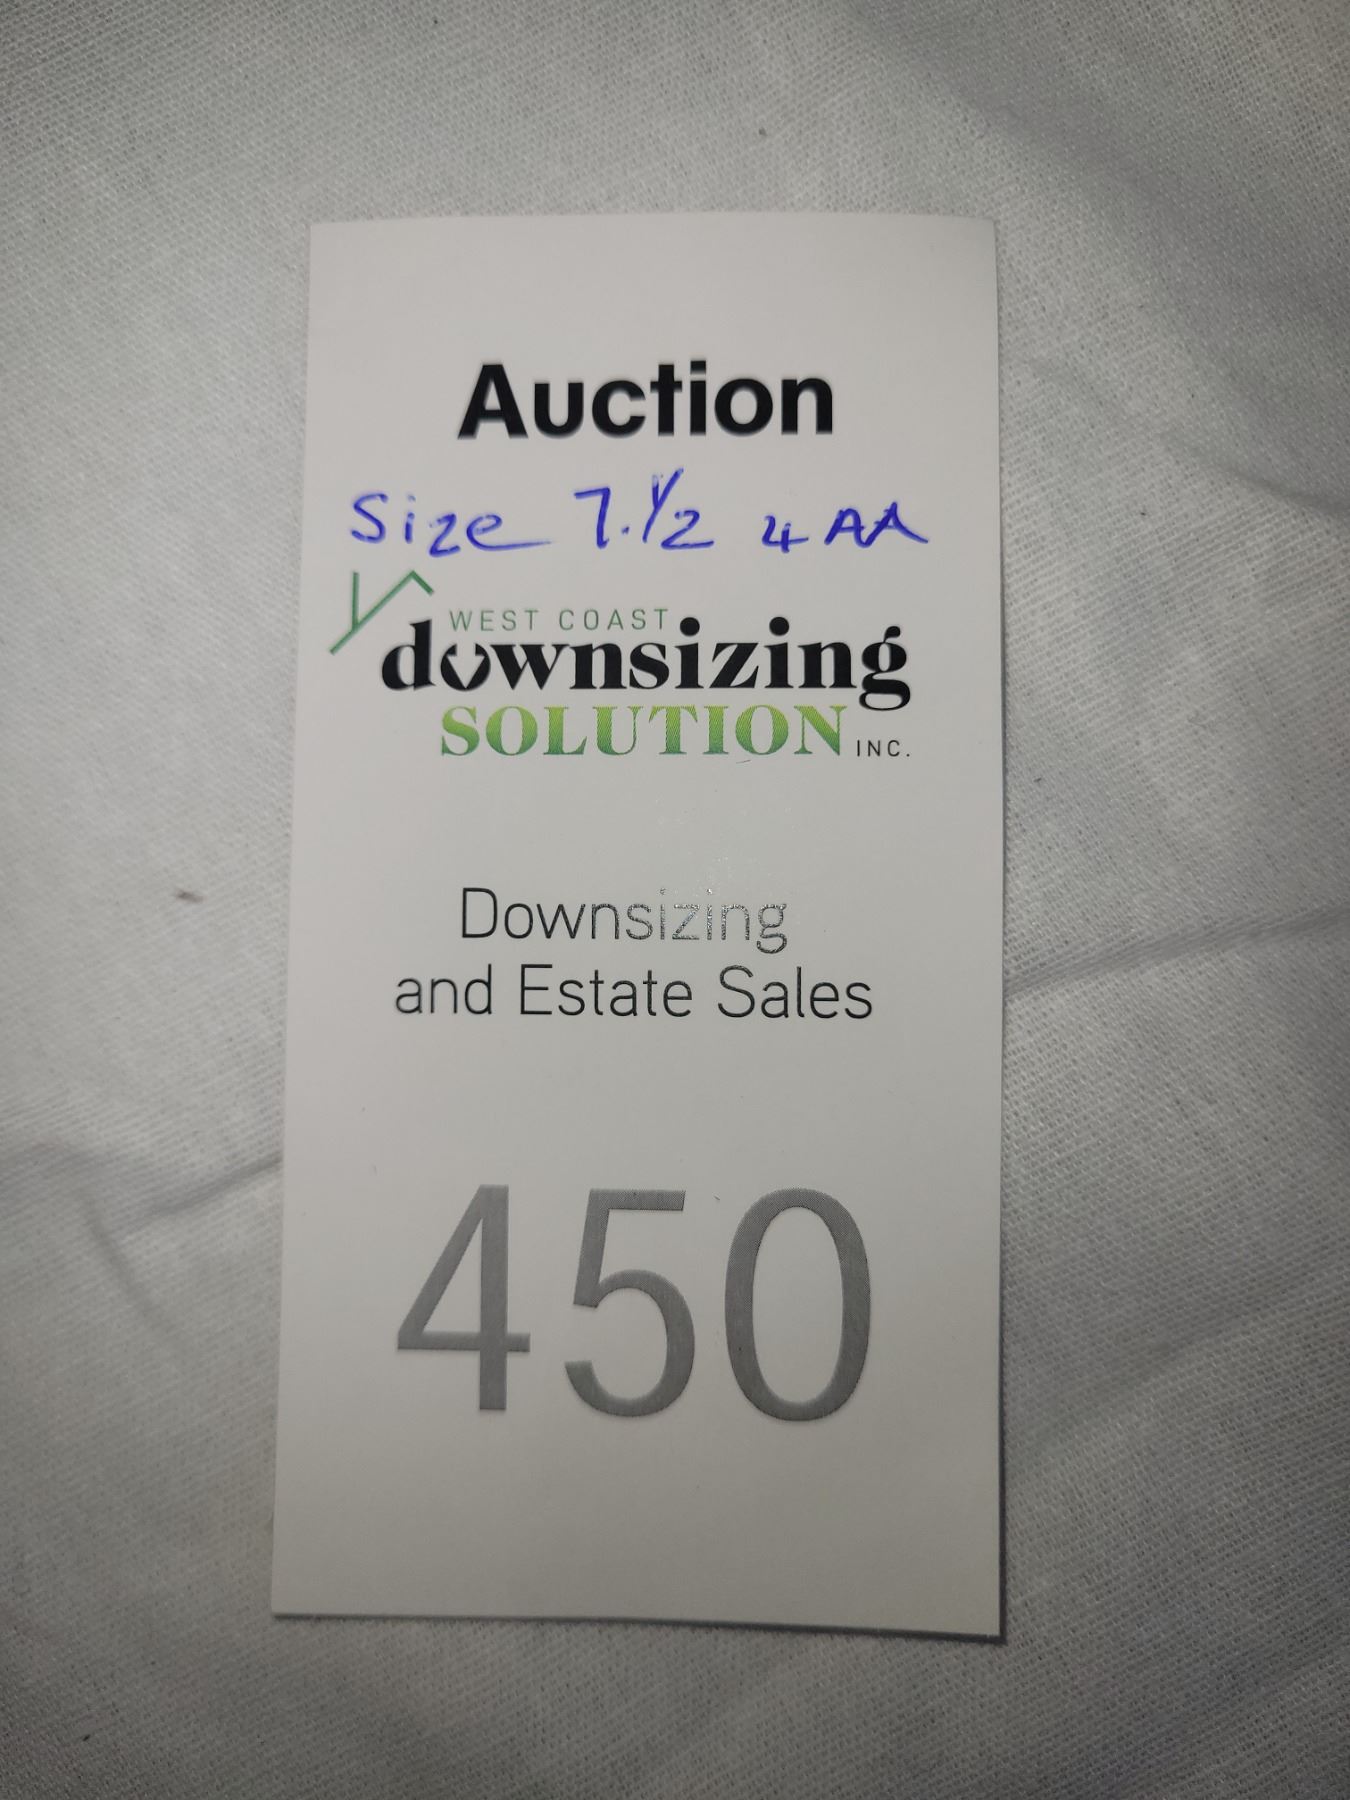 Auction
Size 7.1/2 4AA
WEST COAST
downsizing
SOLUTION INC.
Downsizing
and Estate Sales
450